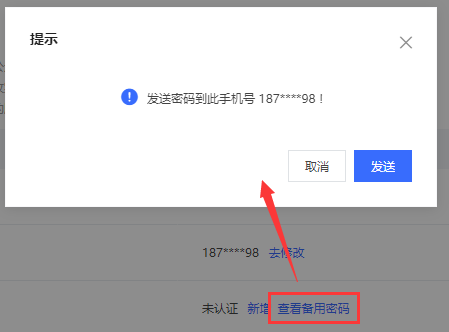 提示
发送密码到此手机号 187****98！
取消 发送
187****98 去修改
未认证 新增 查看备用密码